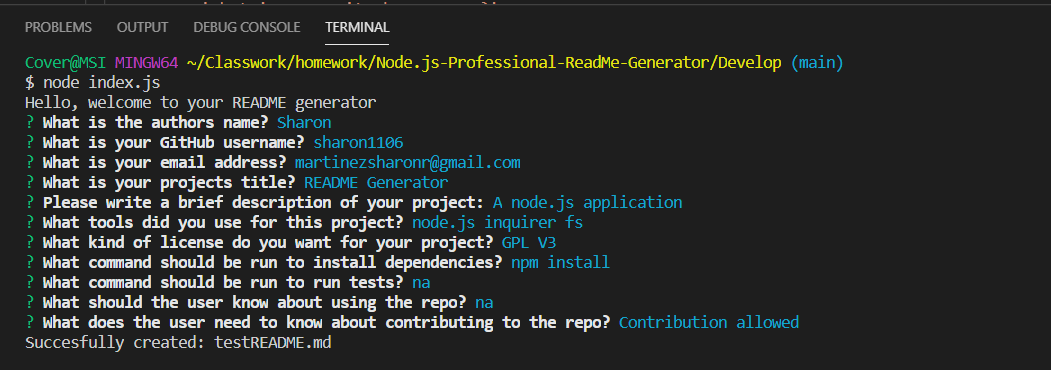 PROBLEMS OUTPUT DEBUG CONSOLE TERMINAL
Cover@MSI MINGW64 ~/Classwork/homework/Node.js-Professional-ReadMe-Generator/Develop (main)
$ node index.js
Hello, welcome to your README generator
? What is the authors name? Sharon
? What is your GitHub username? sharon1106
? What is your email address? martinezsharonr@gmail.com
? What is your projects title? README Generator
? Please write a brief description of your project: A node.js application
? What tools did you use for this project? node.js inquirer fs
? What kind of license do you want for your project? GPL V3
? What command should be run to install dependencies? npm install
? What command should be run to run tests? na
? What should the user know about using the repo? na
? What does the user need to know about contributing to the repo? Contribution allowed
Succesfully created: testREADME.md